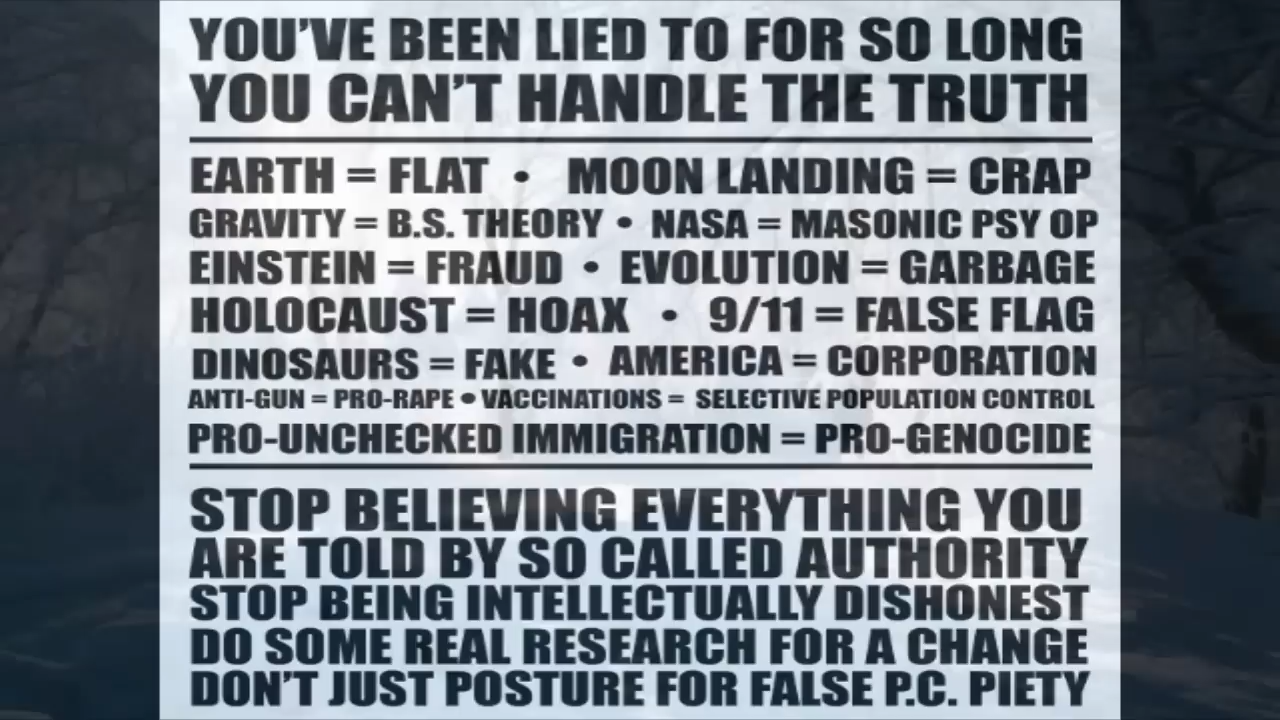 YOU'VE BEEN LIED TO FOR SO LONG
YOU CAN'T HANDLE THE TRUTH
EARTH = FLAT • MOON LANDING = CRAP
GRAVITY = B.S. THEORY • NASA = MASONIC PSY OP
EINSTEIN = FRAUD • EVOLUTION = GARBAGE
HOLOCAUST = HOAX • 9/11 = FALSE FLAG
DINOSAURS = FAKE • AMERICA = CORPORATION
ANTI-GUN = PRO-RAPE • VACCINATIONS = SELECTIVE POPULATION CONTROL
PRO-UNCHECKED IMMIGRATION = PRO-GENOCIDE
STOP BELIEVING EVERYTHING YOU
ARE TOLD BY SO CALLED AUTHORITY
STOP BEING INTELLECTUALLY DISHONEST
DO SOME REAL RESEARCH FOR A CHANGE
DON'T JUST POSTURE FOR FALSE P.C. PIETY